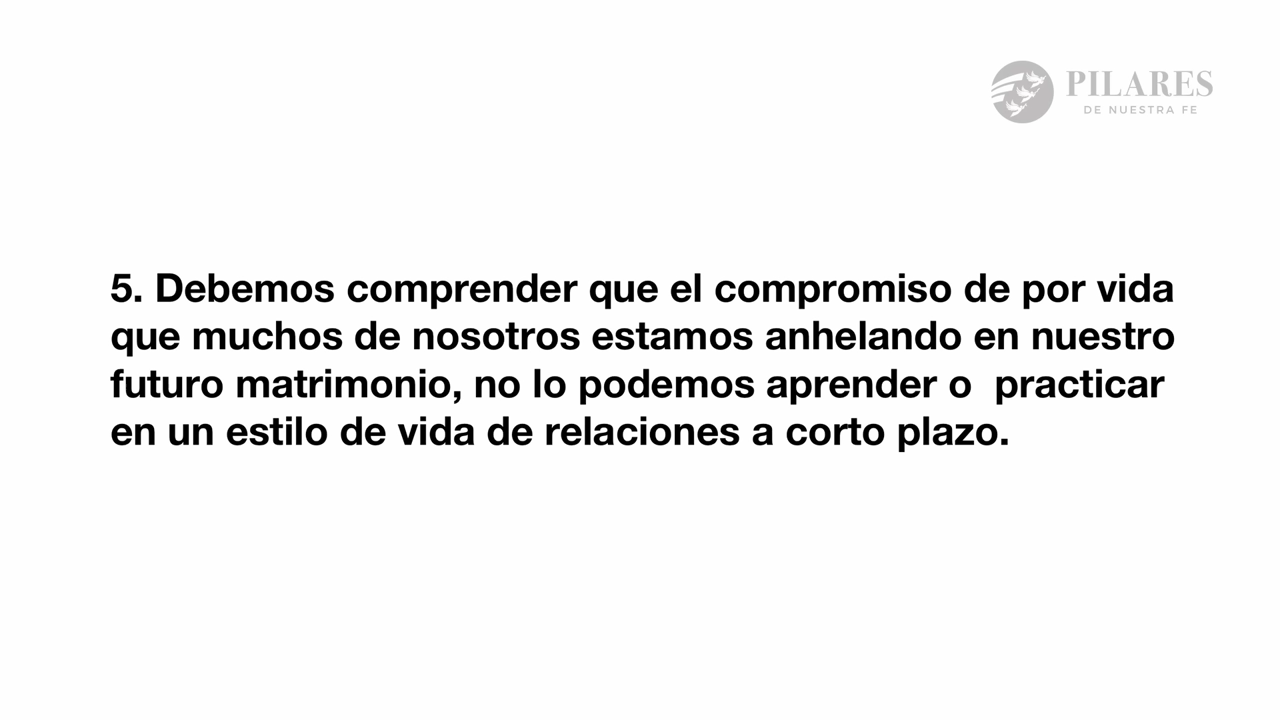 PILARES
DE NUESTRA FE
5. Debemos comprender que el compromiso de por vida
que muchos de nosotros estamos anhelando en nuestro
futuro matrimonio, no lo podemos aprender o  practicar
en un estilo de vida de relaciones a corto plazo.